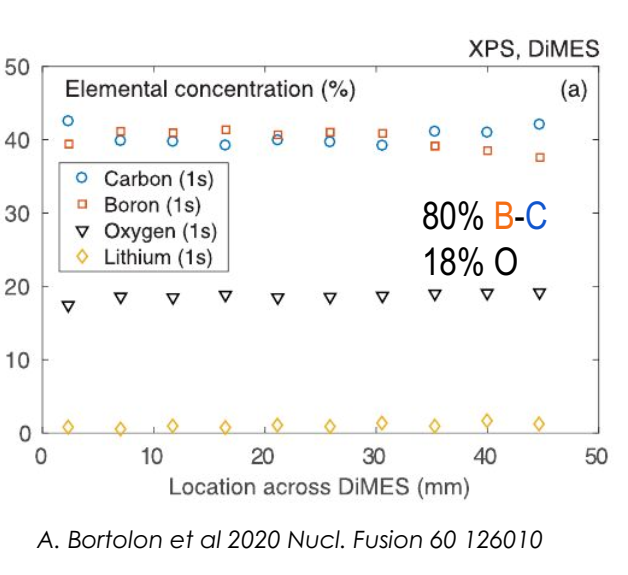 XPS, DiMES
Elemental concentration (%)
(a)
50
40
30
20
10
0
Carbon (1s)
Boron (1s)
Oxygen (1s)
Lithium (1s)
80% B-C
18% O
0 10 20 30 40 50
Location across DiMES (mm)
A. Bortolon et al 2020 Nucl. Fusion 60 126010